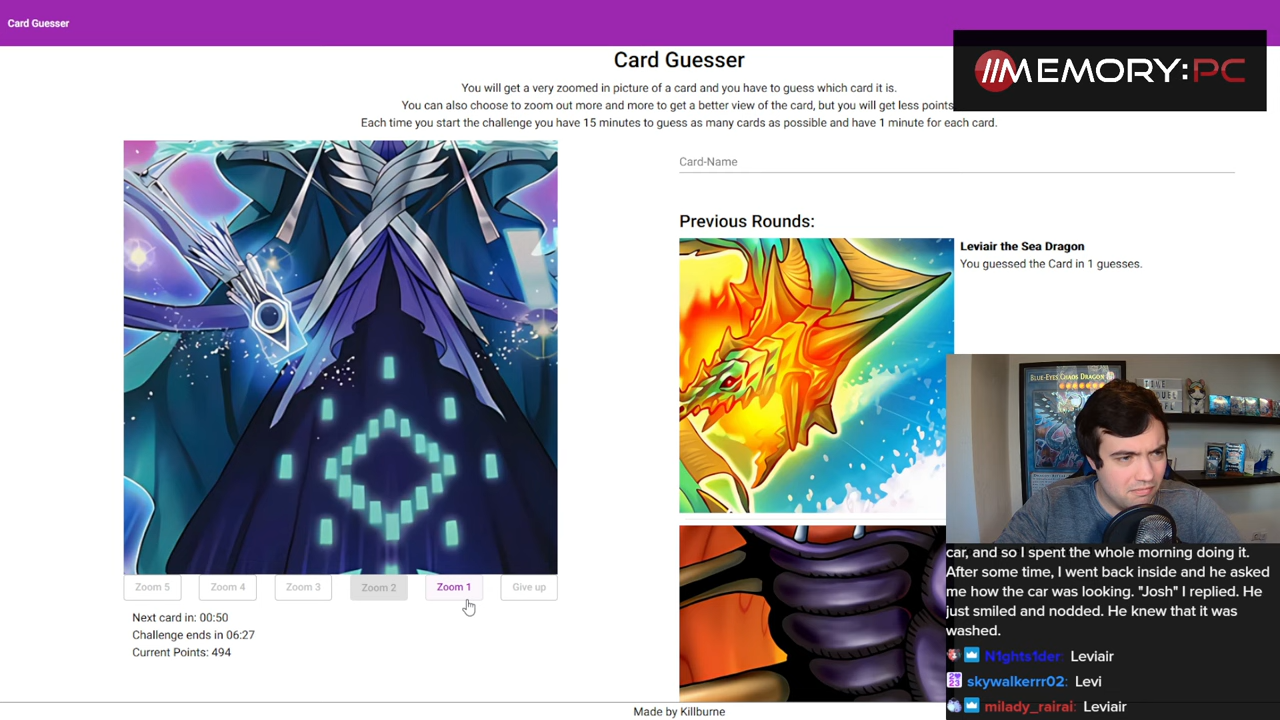 Card Guesser
Card Guesser
//MEMORY:PC
You will get a very zoomed in picture of a card and you have to guess which card it is.
You can also choose to zoom out more and more to get a better view of the card, but you will get less points
Each time you start the challenge you have 15 minutes to guess as many cards as possible and have 1 minute for each card.
Card-Name
Previous Rounds:
Leviair the Sea Dragon
You guessed the Card in 1 guesses.
Zoom 5
Zoom 4
Zoom 3
Zoom 2
Zoom 1
Give up
Next card in: 00:50
Challenge ends in 06:27
Current Points: 494
BLUE-EYES CHAOS DRAGON
TIME
car, and so I spent the whole morning doing it.
After some time, I went back inside and he asked
me how the car was looking. "Josh" I replied. He
just smiled and nodded. He knew that it was
washed.
N1ghts1der: Leviair
skywalkerrr02: Levi
milady_rairai: Leviair
Made by Killburne